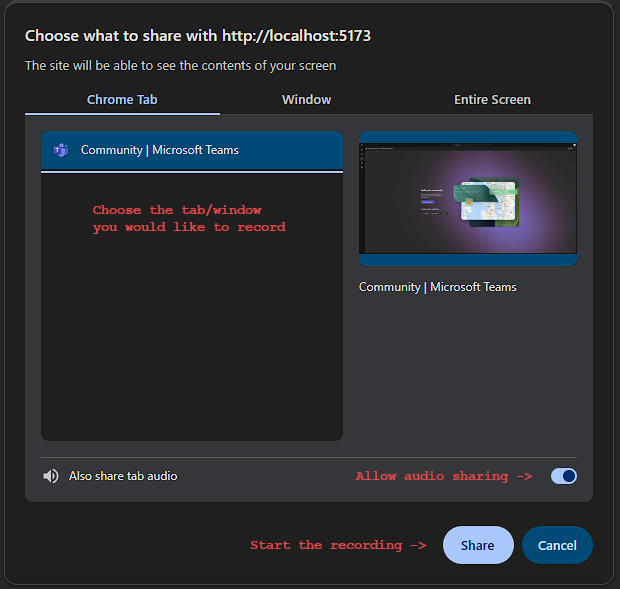 Choose what to share with http://localhost:5173
The site will be able to see the contents of your screen
Chrome Tab
Window
Entire Screen
Community | Microsoft Teams
Choose the tab/window
you would like to record
Community | Microsoft Teams
Also share tab audio
Allow audio sharing ->
Start the recording ->
Share
Cancel